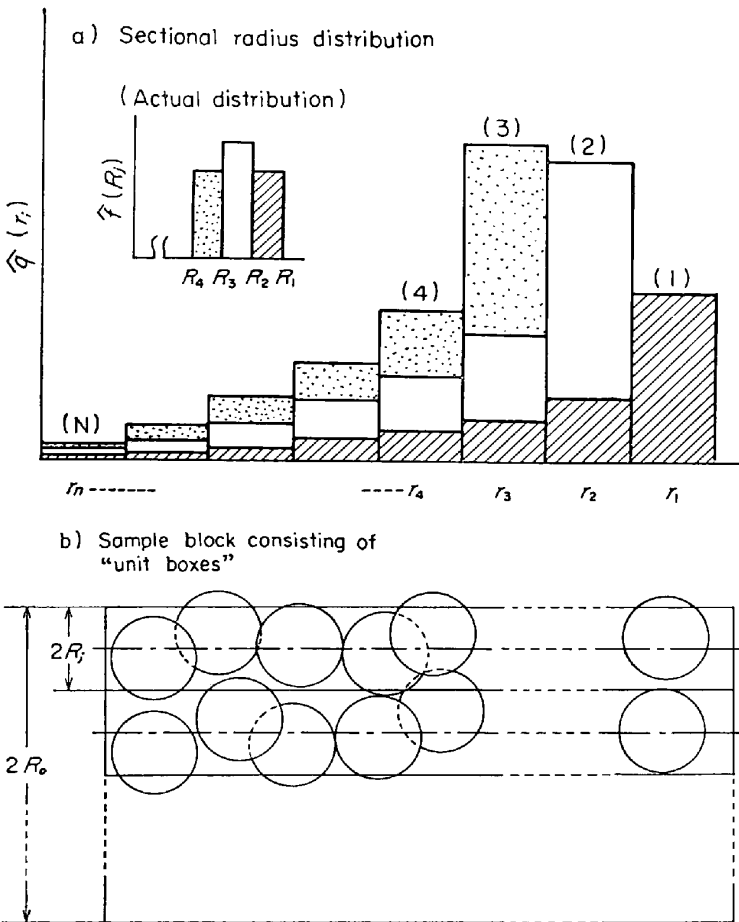 a) Sectional radius distribution
(Actual distribution)
(3)
(2)
f̂ (Rⱼ)
q̂ (rᵢ)
R₄ R₃ R₂ R₁
(4)
(1)
(N)
rₙ ------- ----r₄ r₃ r₂ r₁
b) Sample block consisting of
"unit boxes"
2Rⱼ
2R₀